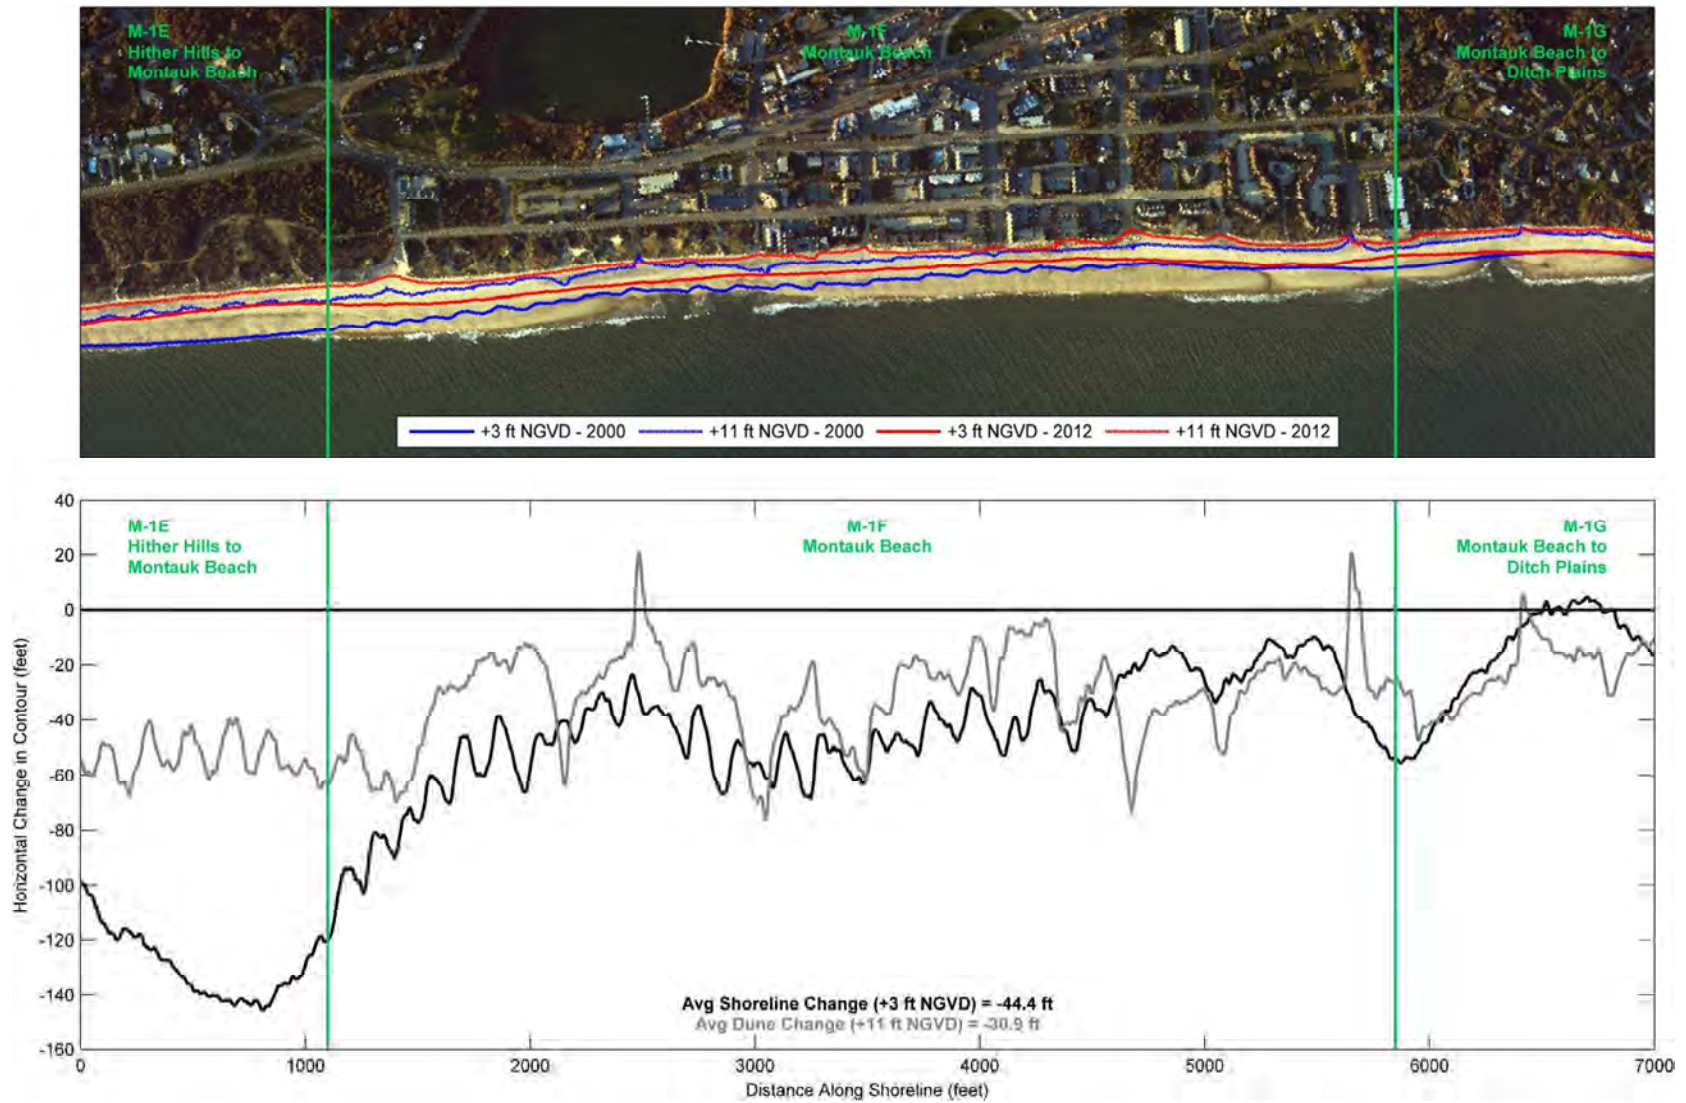 M-1E
Hither Hills to
Montauk Beach
M-1F
Montauk Beach
M-1G
Montauk Beach to
Ditch Plains
+3 ft NGVD - 2000
+11 ft NGVD - 2000
+3 ft NGVD - 2012
+11 ft NGVD - 2012
40
20
0
-20
-40
-60
-80
-100
-120
-140
-160
Horizontal Change in Contour (feet)
M-1E
Hither Hills to
Montauk Beach
M-1F
Montauk Beach
M-1G
Montauk Beach to
Ditch Plains
Avg Shoreline Change (+3 ft NGVD) = -44.4 ft
Avg Dune Change (+11 ft NGVD) = -30.9 ft
0 1000 2000 3000 4000 5000 6000 7000
Distance Along Shoreline (feet)